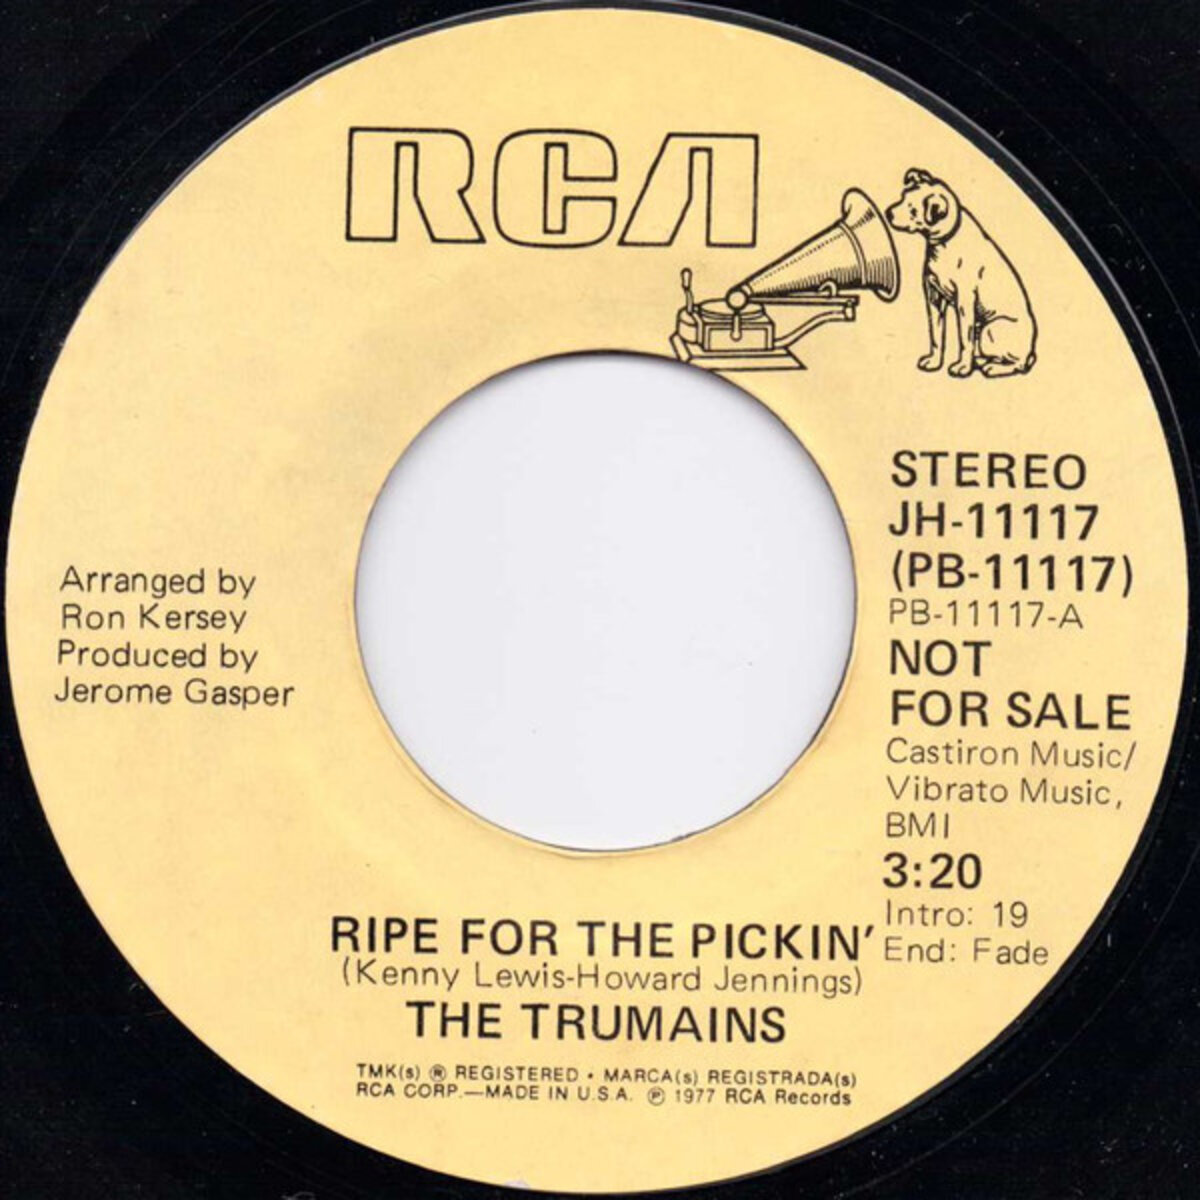 RCA
STEREO
JH-11117
(PB-11117)
PB-11117-A
NOT
FOR SALE
Castiron Music/
Vibrato Music,
BMI
3:20
Intro: 19
End: Fade
Arranged by
Ron Kersey
Produced by
Jerome Gasper
RIPE FOR THE PICKIN'
(Kenny Lewis-Howard Jennings)
THE TRUMAINS
TMK(s) ® REGISTERED • MARCA(s) REGISTRADA(s)
RCA CORP.—MADE IN U.S.A. ℗ 1977 RCA Records